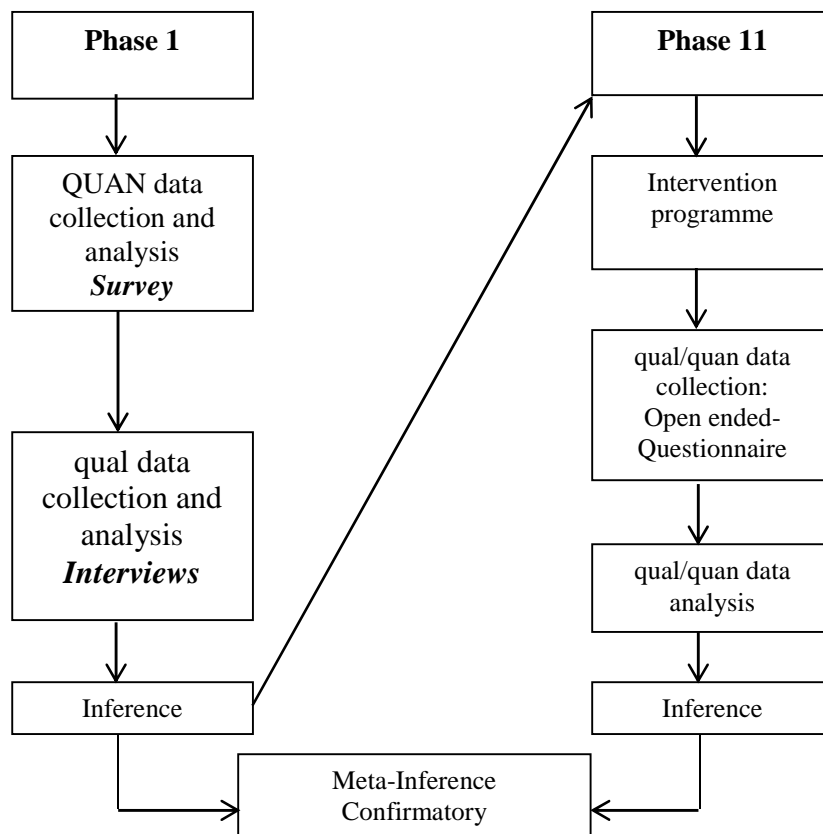 Phase 1
QUAN data
collection and
analysis
Survey
qual data
collection and
analysis
Interviews
Inference
Phase 11
Intervention
programme
qual/quan data
collection:
Open ended-
Questionnaire
qual/quan data
analysis
Inference
Meta-Inference
Confirmatory